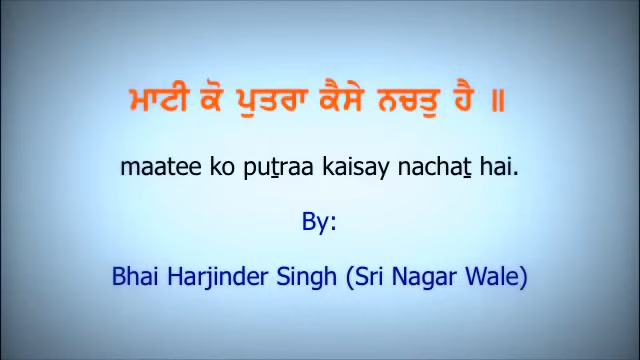 ਮਾਟੀ ਕੋ ਪੁਤਰਾ ਕੈਸੇ ਨਚਤੁ ਹੈ ॥
maatee ko puṯraa kaisay nachaṯ hai.
By:
Bhai Harjinder Singh (Sri Nagar Wale)